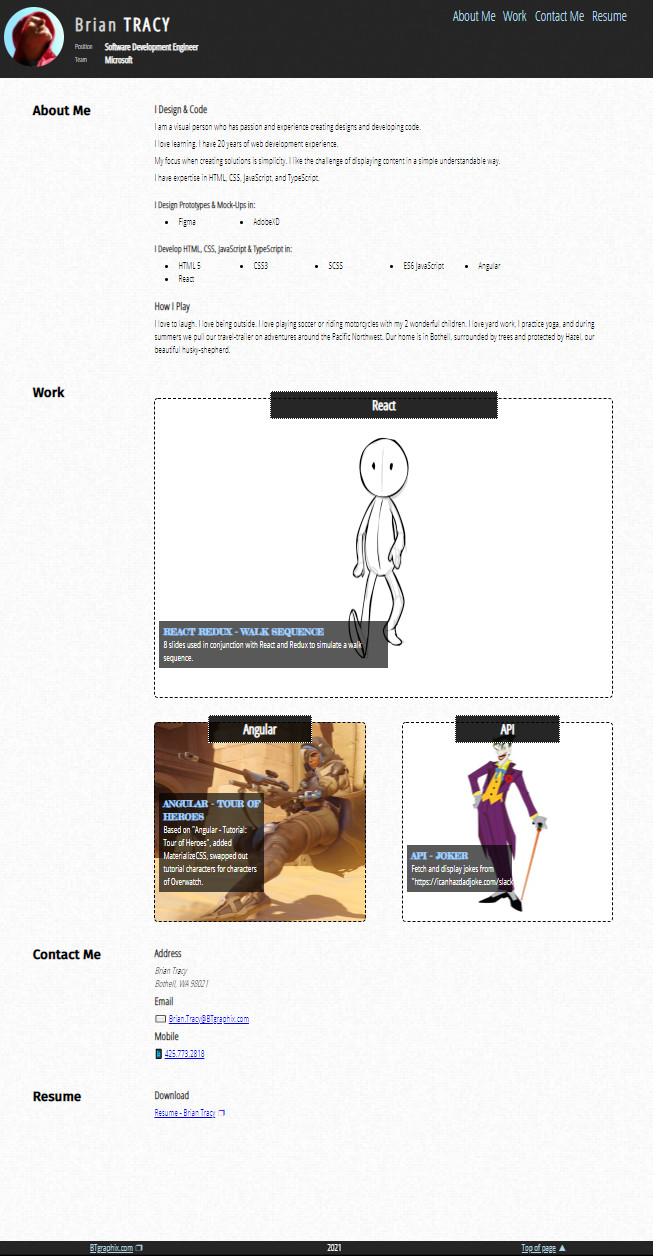 Brian TRACY
About Me Work Contact Me Resume
Position Software Development Engineer
Team Microsoft
About Me
I Design & Code
I am a visual person who has passion and experience creating designs and developing code.
I love learning. I have 20 years of web development experience.
My focus when creating solutions is simplicity. I like the challenge of displaying content in a simple understandable way.
I have expertise in HTML, CSS, JavaScript, and TypeScript.
I Design Prototypes & Mock-Ups in:
• Figma • AdobeXD
I Develop HTML, CSS, JavaScript & TypeScript in:
• HTML5 • CSS3 • SCSS • ES6 JavaScript • Angular
• React
How I Play
I love to laugh. I love being outside. I love playing soccer or riding motorcycles with my 2 wonderful children. I love yard work, I practice yoga, and during
summers we pull our travel-trailer on adventures around the Pacific Northwest. Our home is in Bothell, surrounded by trees and protected by Hazel, our
beautiful husky-shepherd.
Work
React
REACT REDUX - WALK SEQUENCE
8 slides used in conjunction with React and Redux to simulate a walk
sequence.
Angular
ANGULAR - TOUR OF
HEROES
Based on "Angular - Tutorial:
Tour of Heroes", added
MaterializeCSS, swapped out
tutorial characters for characters
of Overwatch.
API
API - JOKER
Fetch and display jokes from
"https://icanhazdadjoke.com/slack
Contact Me
Address
Brian Tracy
Bothell, WA 98021
Email
Brian.Tracy@BTgraphix.com
Mobile
425.773.2818
Resume
Download
Resume - Brian Tracy
BTgraphix.com
2021
Top of page ▲